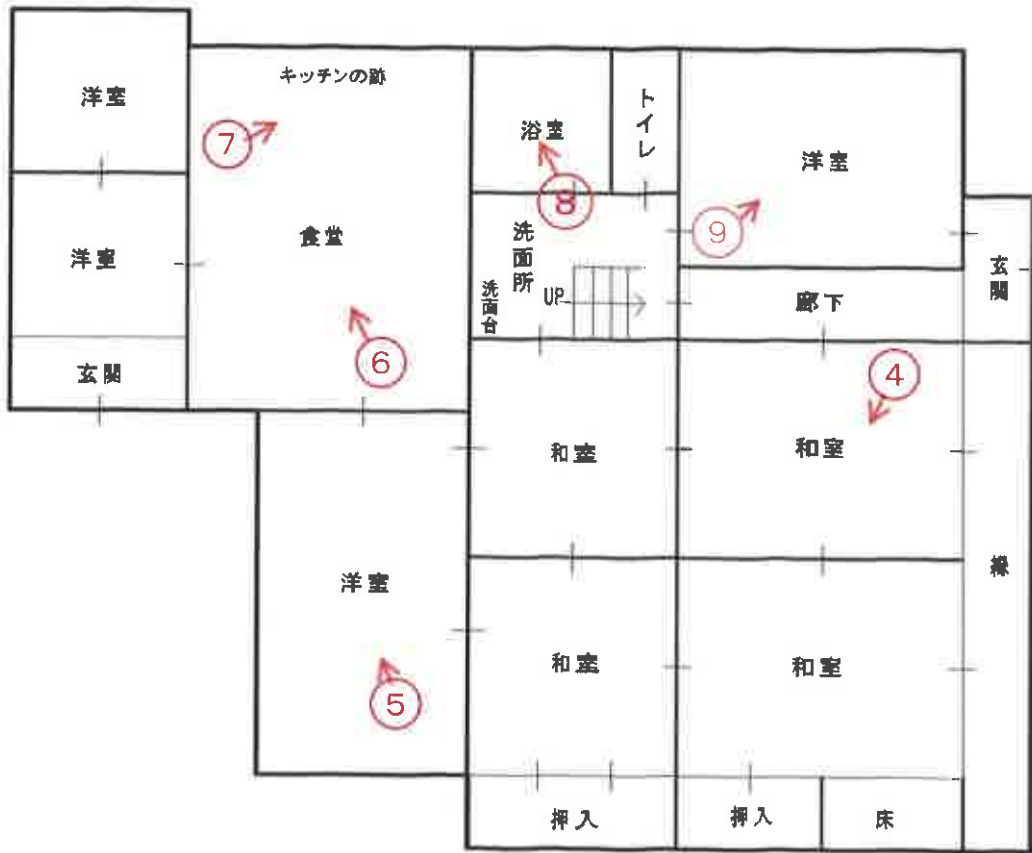 キッチンの跡
洋室
⑦
浴室
トイレ
洋室
⑧
食堂
洗面所
⑨
洋室
玄関
洗面台
UP
廊下
⑥
玄関
④
和室
和室
洋室
縁
和室
和室
⑤
押入
押入
床